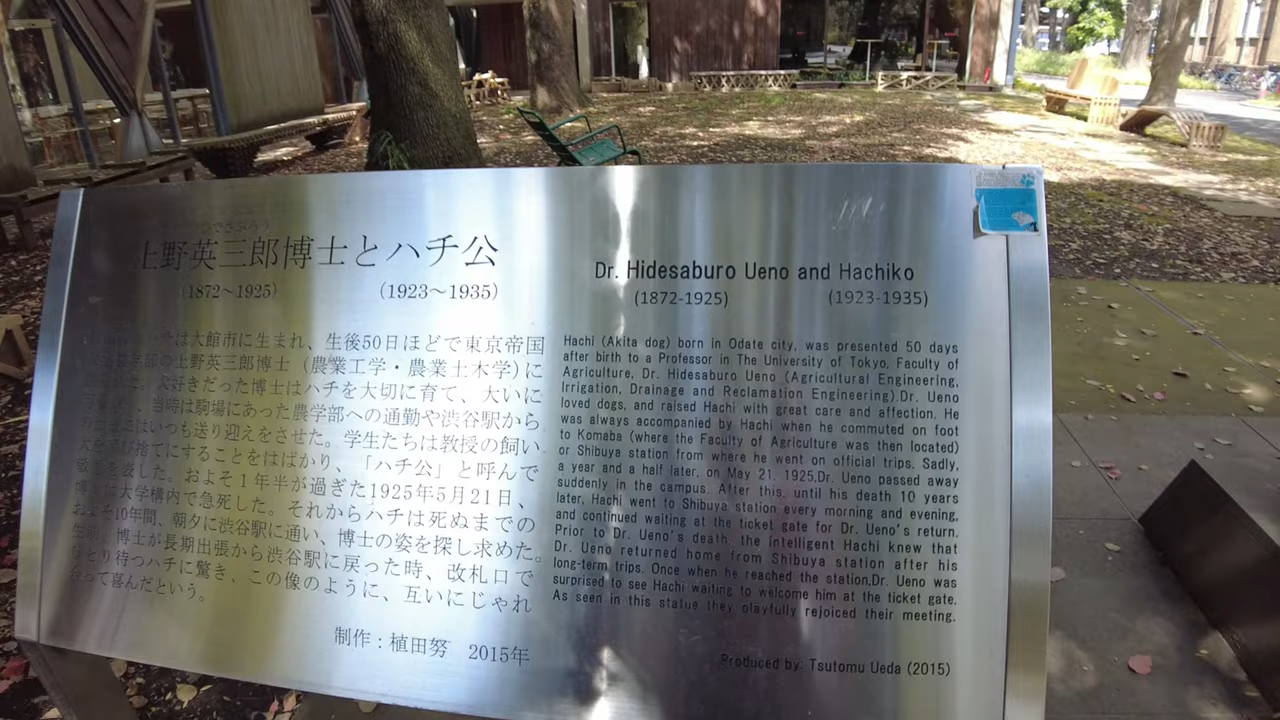 上野英三郎博士とハチ公
(1872～1925)
(1923～1935)
は大館市に生まれ、生後50日ほどで東京帝国
上野英三郎博士（農業工学・農業土木学）に
犬好きだった博士はハチを大切に育て、大いに
、当時は駒場にあった農学部への通勤や渋谷駅から
はいつも送り迎えをさせた。学生たちは教授の飼い
捨てにすることをはばかり、「ハチ公」と呼んで
表した。およそ1年半が過ぎた1925年5月21日、
に大学構内で急死した。それからハチは死ぬまでの
およそ10年間、朝夕に渋谷駅に通い、博士の姿を探し求めた。
博士が長期出張から渋谷駅に戻った時、改札口で
ひとり待つハチに驚き、この像のように、互いにじゃれ
合って喜んだという。
制作：植田努　2015年
Dr. Hidesaburo Ueno and Hachiko
(1872-1925)
(1923-1935)
Hachi (Akita dog) born in Odate city, was presented 50 days
after birth to a Professor in The University of Tokyo, Faculty of
Agriculture, Dr. Hidesaburo Ueno (Agricultural Engineering,
Irrigation, Drainage and Reclamation Engineering).Dr. Ueno
loved dogs, and raised Hachi with great care and affection. He
was always accompanied by Hachi when he commuted on foot
to Komaba (where the Faculty of Agriculture was then located)
or Shibuya station from where he went on official trips. Sadly,
a year and a half later, on May 21, 1925,Dr. Ueno passed away
suddenly in the campus. After this, until his death 10 years
later, Hachi went to Shibuya station every morning and evening,
and continued waiting at the ticket gate for Dr. Ueno's return.
Prior to Dr. Ueno's death, the intelligent Hachi knew that
Dr. Ueno returned home from Shibuya station after his
long-term trips. Once when he reached the station,Dr. Ueno was
surprised to see Hachi waiting to welcome him at the ticket gate.
As seen in this statue they playfully rejoiced their meeting.
Produced by: Tsutomu Ueda (2015)